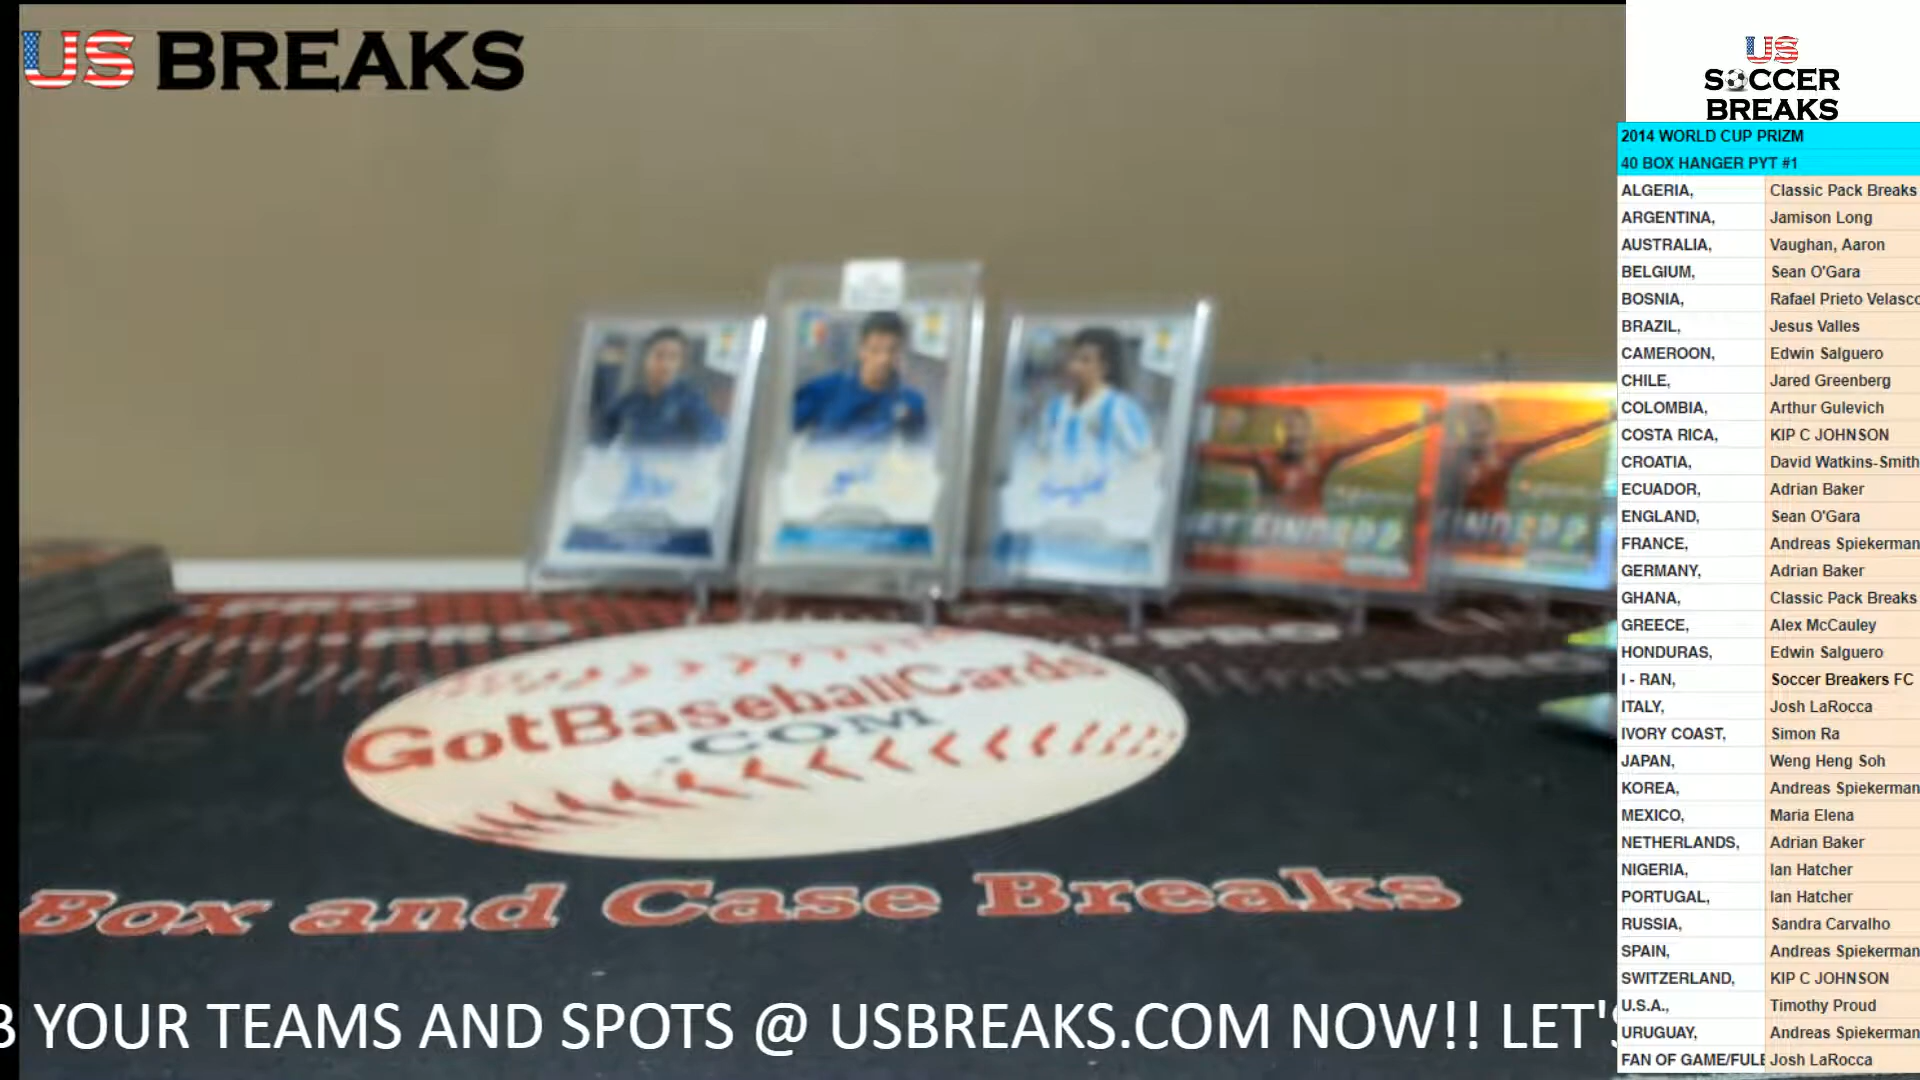 US BREAKS
US
SOCCER
BREAKS
2014 WORLD CUP PRIZM
40 BOX HANGER PYT #1
ALGERIA, Classic Pack Breaks
ARGENTINA, Jamison Long
AUSTRALIA, Vaughan, Aaron
BELGIUM, Sean O'Gara
BOSNIA, Rafael Prieto Velasco
BRAZIL, Jesus Valles
CAMEROON, Edwin Salguero
CHILE, Jared Greenberg
COLOMBIA, Arthur Gulevich
COSTA RICA, KIP C JOHNSON
CROATIA, David Watkins-Smith
ECUADOR, Adrian Baker
ENGLAND, Sean O'Gara
FRANCE, Andreas Spiekerman
GERMANY, Adrian Baker
GHANA, Classic Pack Breaks
GREECE, Alex McCauley
HONDURAS, Edwin Salguero
I - RAN, Soccer Breakers FC
ITALY, Josh LaRocca
IVORY COAST, Simon Ra
JAPAN, Weng Heng Soh
KOREA, Andreas Spiekerman
MEXICO, Maria Elena
NETHERLANDS, Adrian Baker
NIGERIA, Ian Hatcher
PORTUGAL, Ian Hatcher
RUSSIA, Sandra Carvalho
SPAIN, Andreas Spiekerman
SWITZERLAND, KIP C JOHNSON
U.S.A., Timothy Proud
URUGUAY, Andreas Spiekerman
FAN OF GAME/FULE Josh LaRocca
PRO PRO PRO
GotBaseballCards
.COM
Box and Case Breaks
B YOUR TEAMS AND SPOTS @ USBREAKS.COM NOW!! LET'S